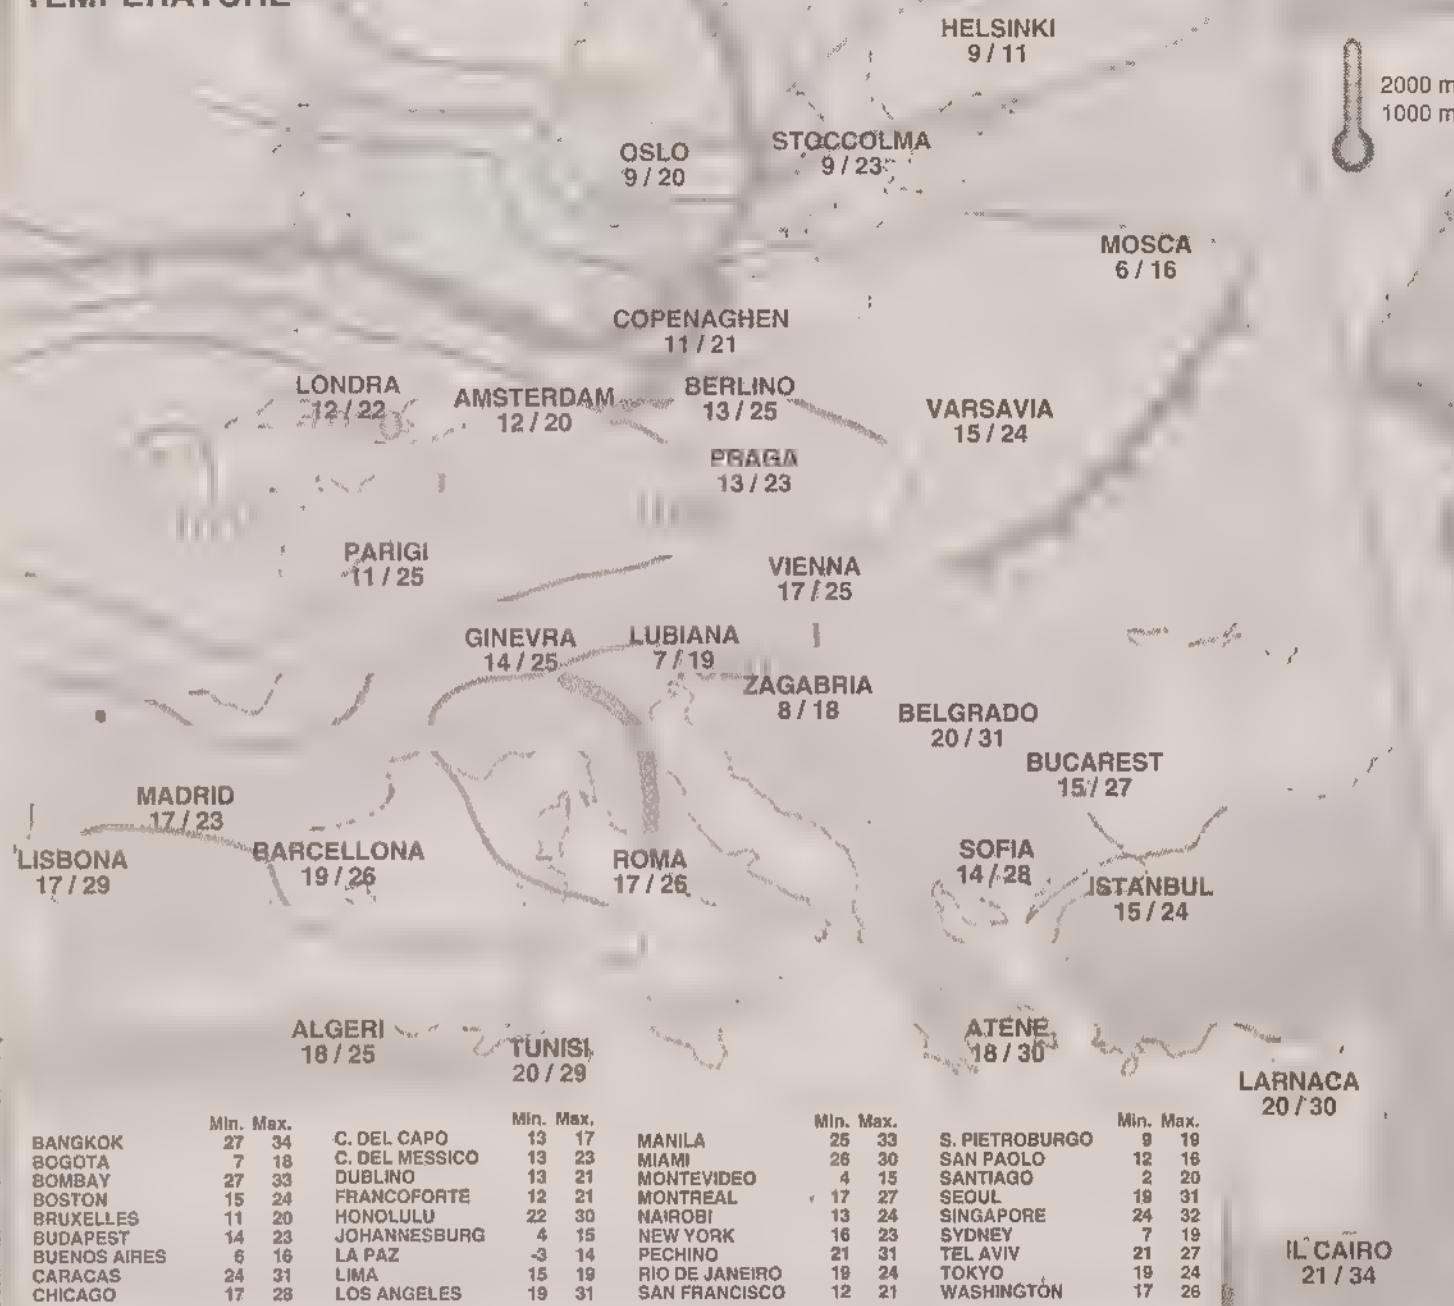 TEMPERATURE
HELSINKI
9 / 11
2000 m
1000 m
OSLO
9 / 20
STOCCOLMA
9 / 23
MOSCA
6 / 16
COPENAGHEN
11 / 21
LONDRA
12 / 22
AMSTERDAM
12 / 20
BERLINO
13 / 25
VARSAVIA
15 / 24
PRAGA
13 / 23
PARIGI
11 / 25
VIENNA
17 / 25
GINEVRA
14 / 25
LUBIANA
7 / 19
ZAGABRIA
8 / 18
BELGRADO
20 / 31
BUCAREST
15 / 27
MADRID
17 / 23
LISBONA
17 / 29
BARCELLONA
19 / 26
ROMA
17 / 26
SOFIA
14 / 28
ISTANBUL
15 / 24
ALGERI
18 / 25
TUNISI
20 / 29
ATENE
18 / 30
LARNACA
20 / 30
Min. Max.
BANGKOK 27 34
BOGOTA 7 18
BOMBAY 27 33
BOSTON 15 24
BRUXELLES 11 20
BUDAPEST 14 23
BUENOS AIRES 6 16
CARACAS 24 31
CHICAGO 17 28
Min. Max.
C. DEL CAPO 13 17
C. DEL MESSICO 13 23
DUBLINO 13 21
FRANCOFORTE 12 21
HONOLULU 22 30
JOHANNESBURG 4 15
LA PAZ -3 14
LIMA 15 19
LOS ANGELES 19 31
Min. Max.
MANILA 25 33
MIAMI 26 30
MONTEVIDEO 4 15
MONTREAL 17 27
NAIROBI 13 24
NEW YORK 16 23
PECHINO 21 31
RIO DE JANEIRO 19 24
SAN FRANCISCO 12 21
Min. Max.
S. PIETROBURGO 9 19
SAN PAOLO 12 16
SANTIAGO 2 20
SEOUL 19 31
SINGAPORE 24 32
SYDNEY 7 19
TEL AVIV 21 27
TOKYO 19 24
WASHINGTON 17 26
IL CAIRO
21 / 34